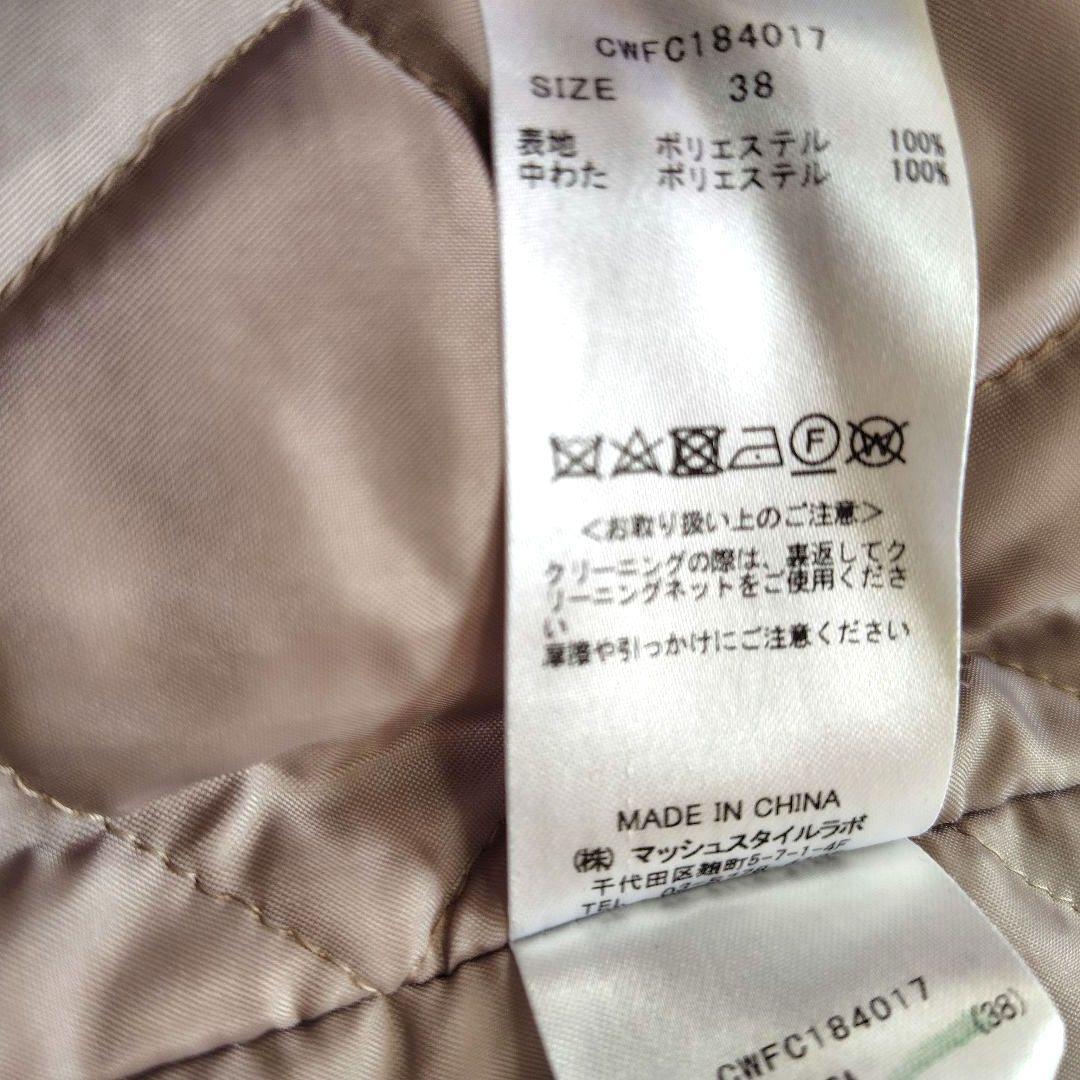 CWFC184017
SIZE 38
表地 ポリエステル 100%
中わた ポリエステル 100%
F W
<お取り扱い上のご注意>
クリーニングの際は、裏返してク
リーニングネットをご使用くださ
い
摩擦や引っかけにご注意ください
MADE IN CHINA
(株) マッシュスタイルラボ
千代田区麹町5-7-1-4F
TEL
CWFC184017
(38)